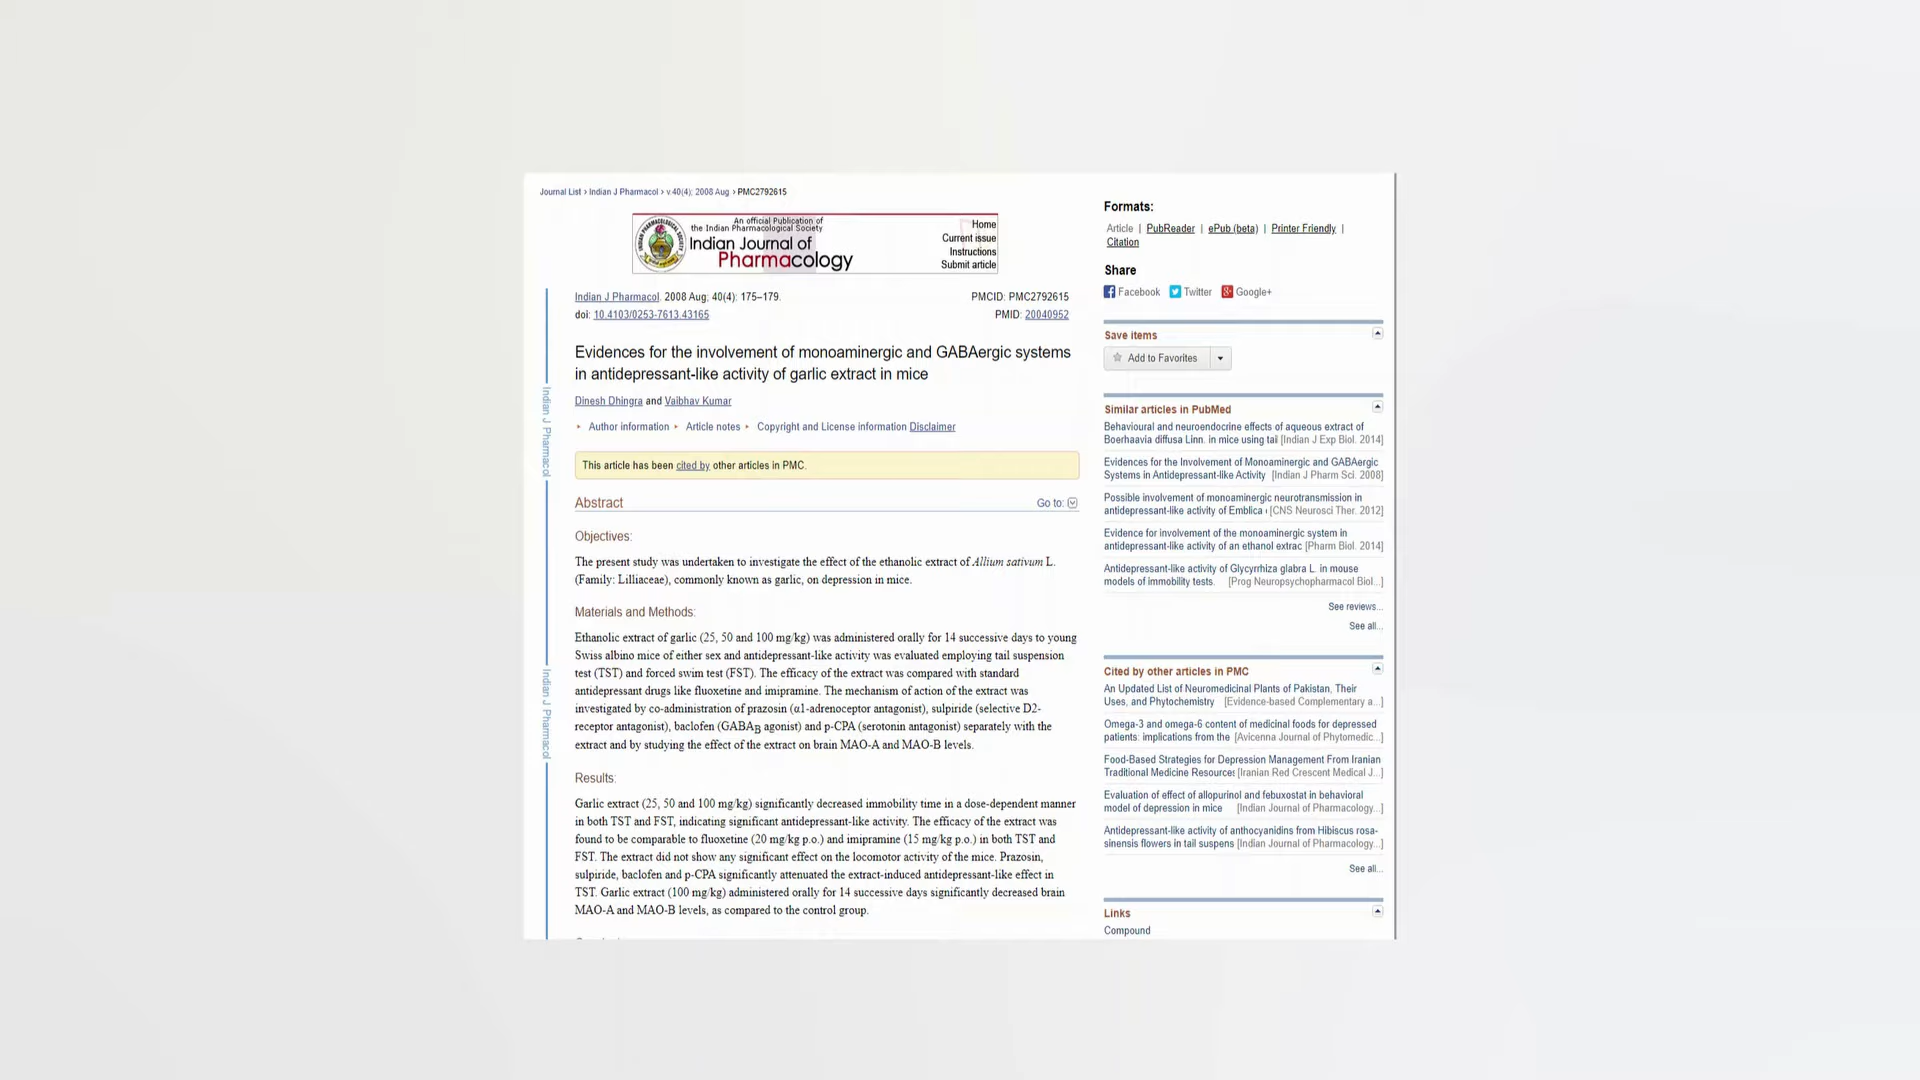 Journal List › Indian J Pharmacol › v.40(4); 2008 Aug › PMC2792615
An official Publication of
the Indian Pharmacological Society
Indian Journal of
Pharmacology
Home
Current issue
Instructions
Submit article
Indian J Pharmacol. 2008 Aug; 40(4): 175–179.
PMCID: PMC2792615
doi: 10.4103/0253-7613.43165
PMID: 20040952
Evidences for the involvement of monoaminergic and GABAergic systems
in antidepressant-like activity of garlic extract in mice
Dinesh Dhingra and Vaibhav Kumar
Author information Article notes Copyright and License information Disclaimer
This article has been cited by other articles in PMC.
Abstract
Go to:
Objectives:
The present study was undertaken to investigate the effect of the ethanolic extract of Allium sativum L.
(Family: Lilliaceae), commonly known as garlic, on depression in mice.
Materials and Methods:
Ethanolic extract of garlic (25, 50 and 100 mg/kg) was administered orally for 14 successive days to young
Swiss albino mice of either sex and antidepressant-like activity was evaluated employing tail suspension
test (TST) and forced swim test (FST). The efficacy of the extract was compared with standard
antidepressant drugs like fluoxetine and imipramine. The mechanism of action of the extract was
investigated by co-administration of prazosin (α1-adrenoceptor antagonist), sulpiride (selective D2-
receptor antagonist), baclofen (GABAB agonist) and p-CPA (serotonin antagonist) separately with the
extract and by studying the effect of the extract on brain MAO-A and MAO-B levels.
Results:
Garlic extract (25, 50 and 100 mg/kg) significantly decreased immobility time in a dose-dependent manner
in both TST and FST, indicating significant antidepressant-like activity. The efficacy of the extract was
found to be comparable to fluoxetine (20 mg/kg p.o.) and imipramine (15 mg/kg p.o.) in both TST and
FST. The extract did not show any significant effect on the locomotor activity of the mice. Prazosin,
sulpiride, baclofen and p-CPA significantly attenuated the extract-induced antidepressant-like effect in
TST. Garlic extract (100 mg/kg) administered orally for 14 successive days significantly decreased brain
MAO-A and MAO-B levels, as compared to the control group.
Indian J Pharmacol
Indian J Pharmacol
Formats:
Article | PubReader | ePub (beta) | Printer Friendly |
Citation
Share
Facebook Twitter Google+
Save items
Add to Favorites
Similar articles in PubMed
Behavioural and neuroendocrine effects of aqueous extract of
Boerhaavia diffusa Linn. in mice using tail [Indian J Exp Biol. 2014]
Evidences for the Involvement of Monoaminergic and GABAergic
Systems in Antidepressant-like Activity [Indian J Pharm Sci. 2008]
Possible involvement of monoaminergic neurotransmission in
antidepressant-like activity of Emblica [CNS Neurosci Ther. 2012]
Evidence for involvement of the monoaminergic system in
antidepressant-like activity of an ethanol extrac [Pharm Biol. 2014]
Antidepressant-like activity of Glycyrrhiza glabra L. in mouse
models of immobility tests. [Prog Neuropsychopharmacol Biol...]
See reviews...
See all...
Cited by other articles in PMC
An Updated List of Neuromedicinal Plants of Pakistan, Their
Uses, and Phytochemistry [Evidence-based Complementary a...]
Omega-3 and omega-6 content of medicinal foods for depressed
patients: implications from the [Avicenna Journal of Phytomedic...]
Food-Based Strategies for Depression Management From Iranian
Traditional Medicine Resources [Iranian Red Crescent Medical J...]
Evaluation of effect of allopurinol and febuxostat in behavioral
model of depression in mice [Indian Journal of Pharmacology...]
Antidepressant-like activity of anthocyanidins from Hibiscus rosa-
sinensis flowers in tail suspens [Indian Journal of Pharmacology...]
See all...
Links
Compound